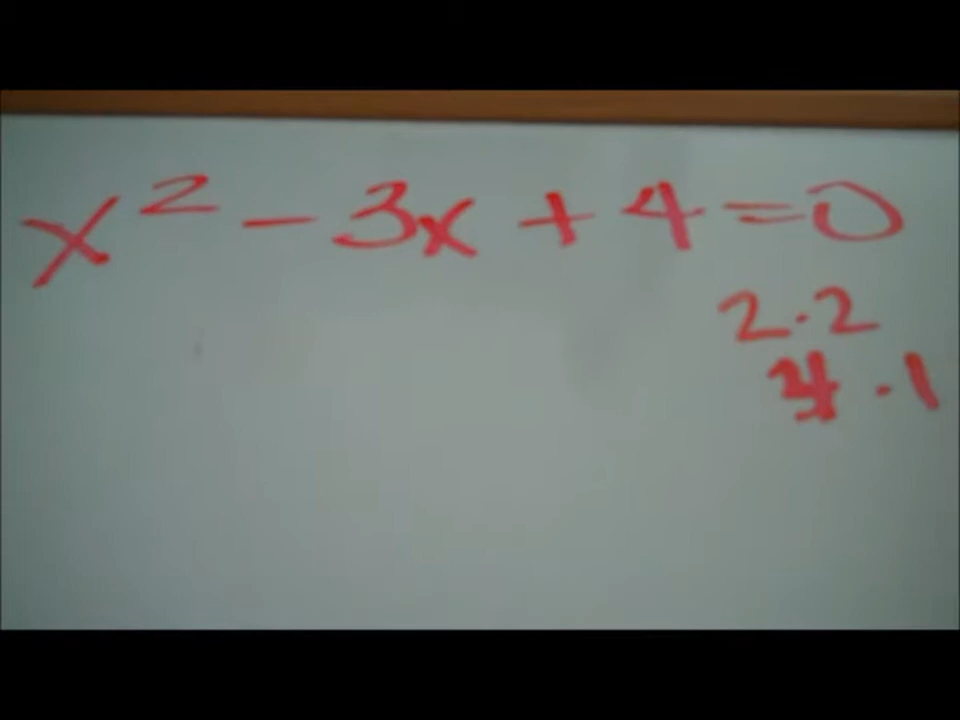 x² - 3x + 4 = 0
2 · 2
4 · 1